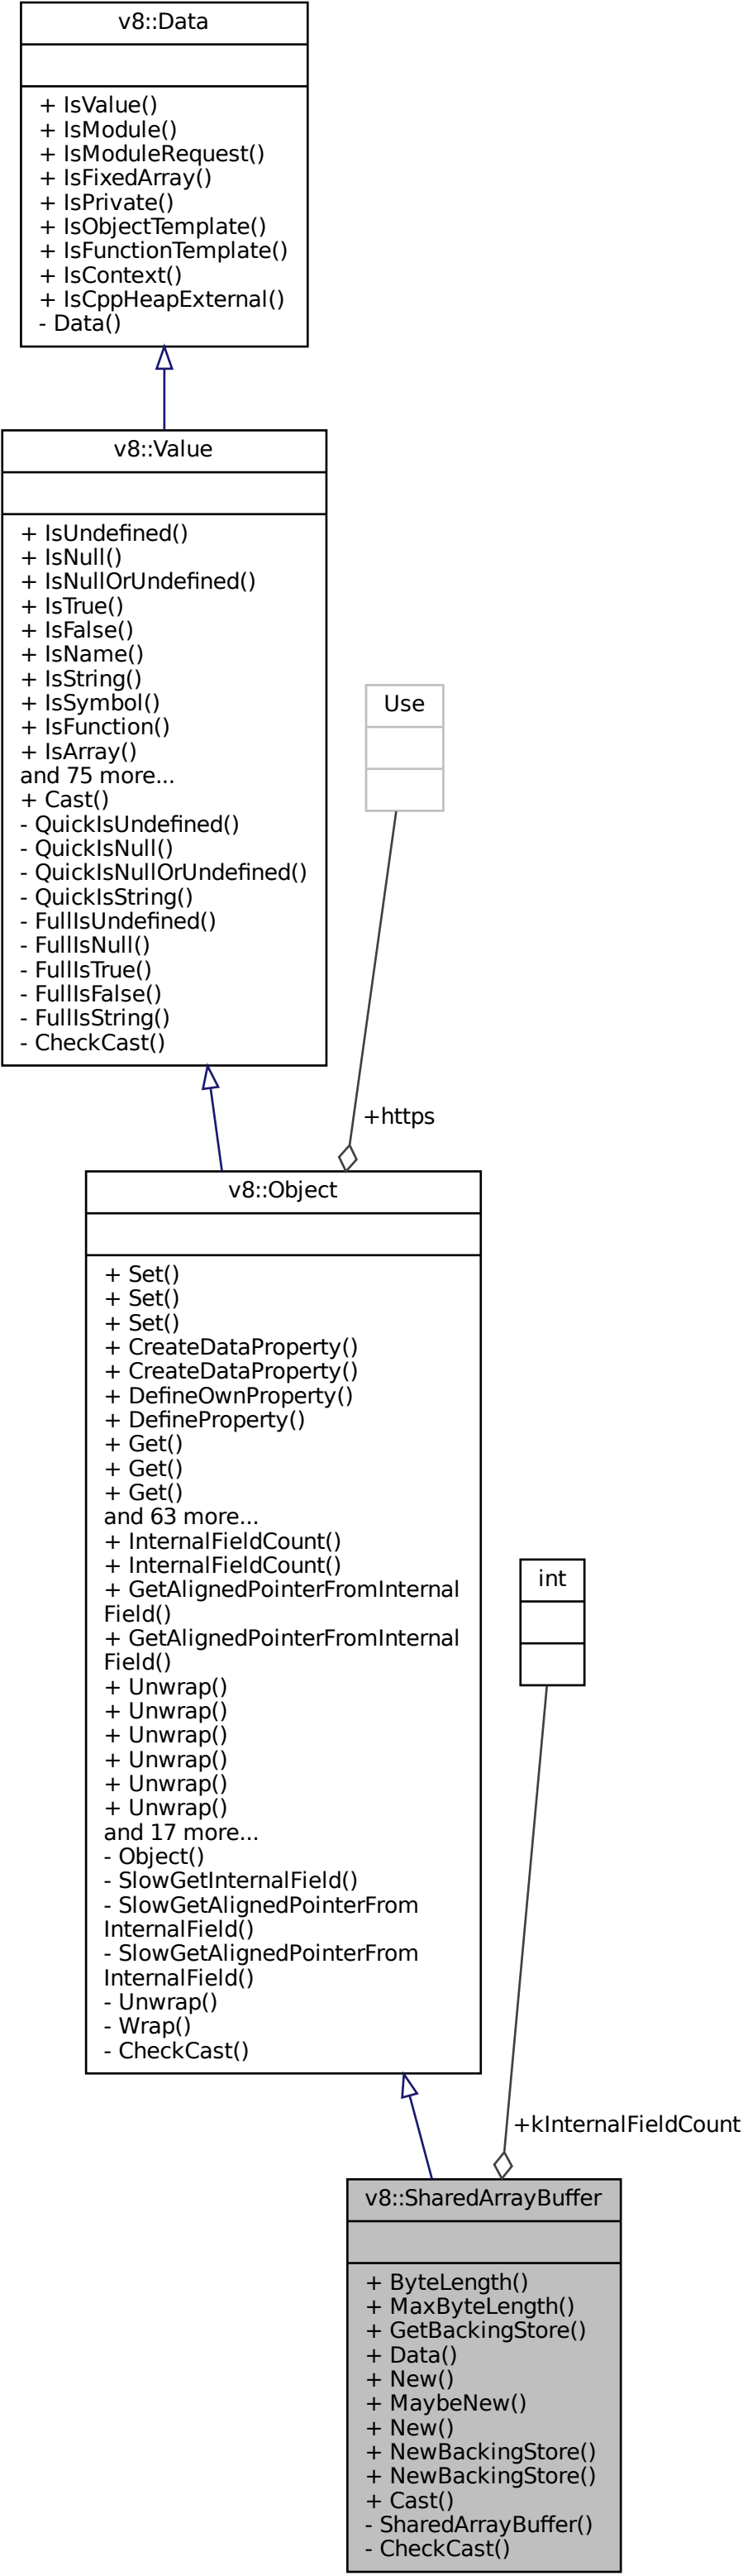 v8::Data
+ IsValue()
+ IsModule()
+ IsModuleRequest()
+ IsFixedArray()
+ IsPrivate()
+ IsObjectTemplate()
+ IsFunctionTemplate()
+ IsContext()
+ IsCppHeapExternal()
- Data()
v8::Value
+ IsUndefined()
+ IsNull()
+ IsNullOrUndefined()
+ IsTrue()
+ IsFalse()
+ IsName()
+ IsString()
+ IsSymbol()
+ IsFunction()
+ IsArray()
and 75 more...
+ Cast()
- QuickIsUndefined()
- QuickIsNull()
- QuickIsNullOrUndefined()
- QuickIsString()
- FullIsUndefined()
- FullIsNull()
- FullIsTrue()
- FullIsFalse()
- FullIsString()
- CheckCast()
Use
+https
v8::Object
+ Set()
+ Set()
+ Set()
+ CreateDataProperty()
+ CreateDataProperty()
+ DefineOwnProperty()
+ DefineProperty()
+ Get()
+ Get()
+ Get()
and 63 more...
+ InternalFieldCount()
+ InternalFieldCount()
+ GetAlignedPointerFromInternal
Field()
+ GetAlignedPointerFromInternal
Field()
+ Unwrap()
+ Unwrap()
+ Unwrap()
+ Unwrap()
+ Unwrap()
+ Unwrap()
and 17 more...
- Object()
- SlowGetInternalField()
- SlowGetAlignedPointerFrom
InternalField()
- SlowGetAlignedPointerFrom
InternalField()
- Unwrap()
- Wrap()
- CheckCast()
int
+kInternalFieldCount
v8::SharedArrayBuffer
+ ByteLength()
+ MaxByteLength()
+ GetBackingStore()
+ Data()
+ New()
+ MaybeNew()
+ New()
+ NewBackingStore()
+ NewBackingStore()
+ Cast()
- SharedArrayBuffer()
- CheckCast()